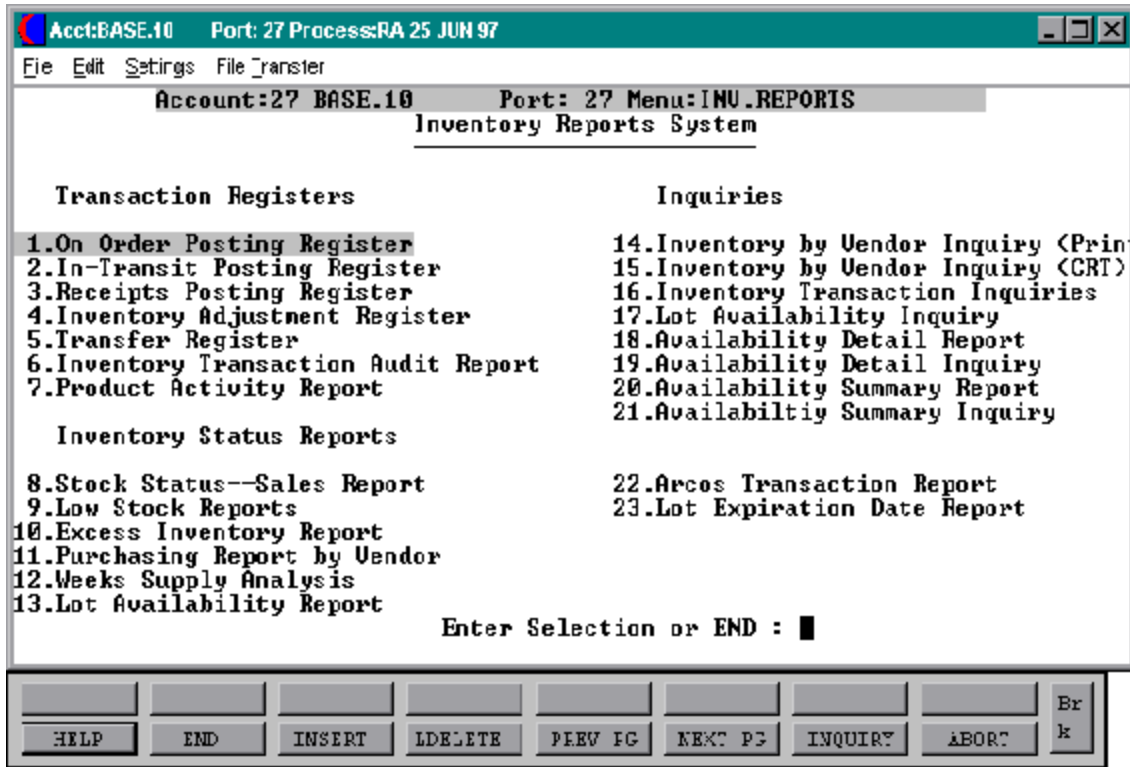 Acct:BASE.10 Port: 27 Process:RA 25 JUN 97
File Edit Settings File Transfer
Account:27 BASE.10 Port: 27 Menu:INV.REPORTS
Inventory Reports System
Transaction Registers
1.On Order Posting Register
2.In-Transit Posting Register
3.Receipts Posting Register
4.Inventory Adjustment Register
5.Transfer Register
6.Inventory Transaction Audit Report
7.Product Activity Report
Inventory Status Reports
8.Stock Status--Sales Report
9.Low Stock Reports
10.Excess Inventory Report
11.Purchasing Report by Vendor
12.Weeks Supply Analysis
13.Lot Availability Report
Inquiries
14.Inventory by Vendor Inquiry (Prin
15.Inventory by Vendor Inquiry (CRT)
16.Inventory Transaction Inquiries
17.Lot Availability Inquiry
18.Availability Detail Report
19.Availability Detail Inquiry
20.Availability Summary Report
21.Availabiltiy Summary Inquiry
22.Arcos Transaction Report
23.Lot Expiration Date Report
Enter Selection or END :
HELP END INSERT LDELETE PREV PG NEXT PG INQUIRY ABORT Brk